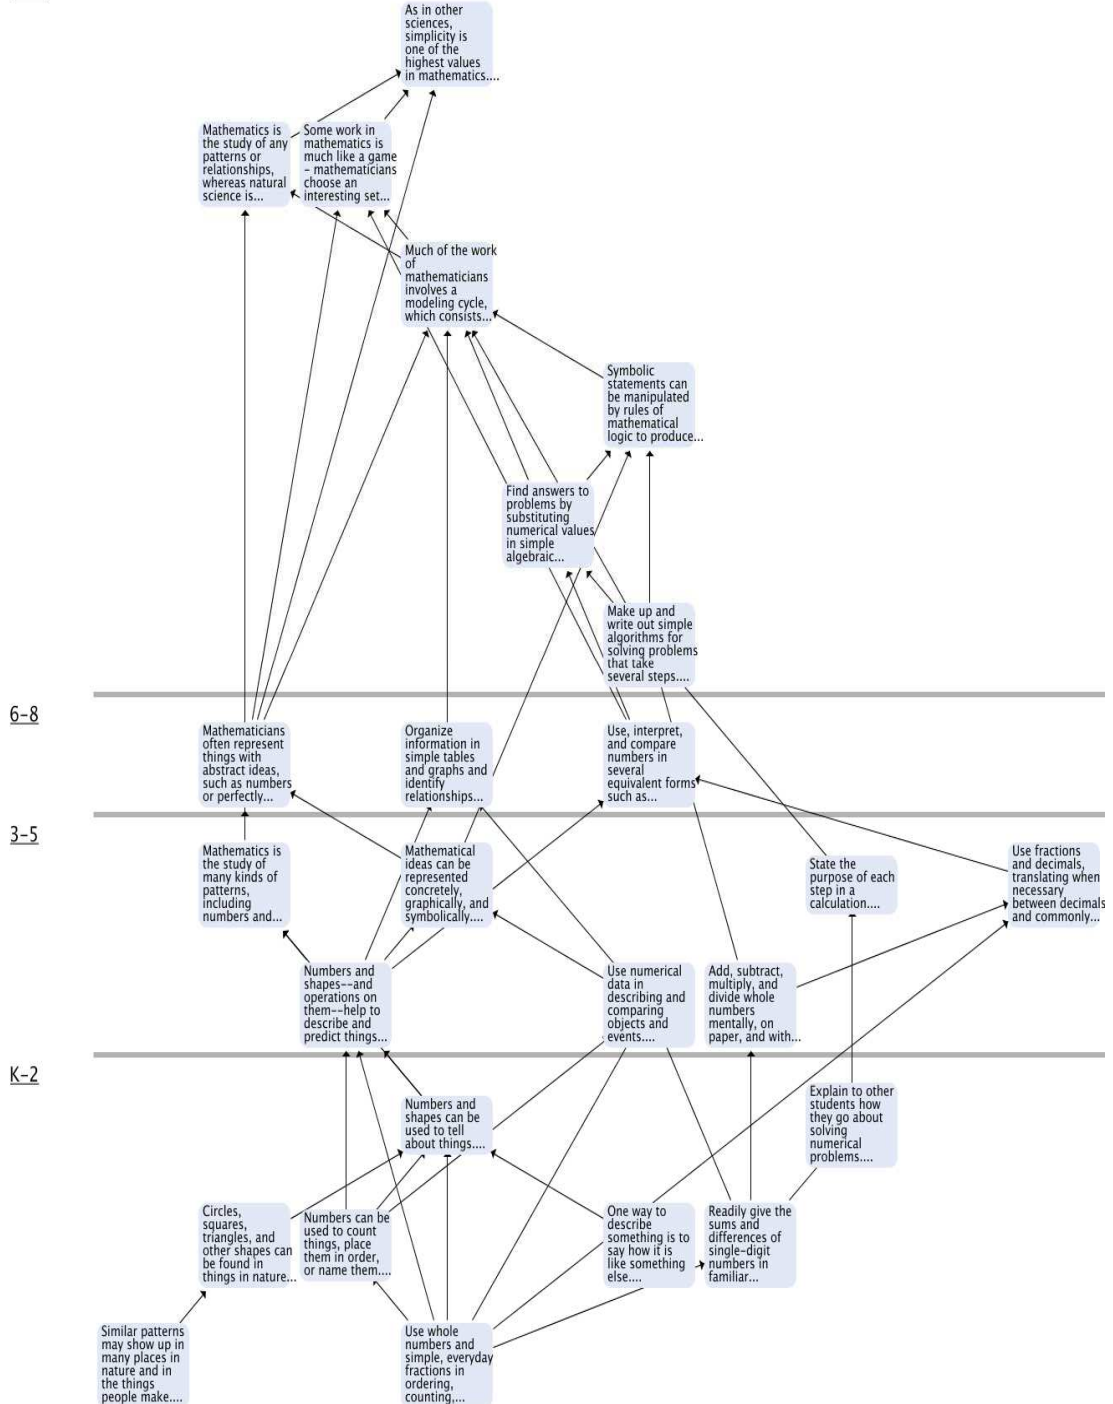 As in other
sciences,
simplicity is
one of the
highest values
in mathematics....
Mathematics is
the study of any
patterns or
relationships,
whereas natural
science is...
Some work in
mathematics is
much like a game
– mathematicians
choose an
interesting set...
Much of the work
of
mathematicians
involves a
modeling cycle,
which consists...
Symbolic
statements can
be manipulated
by rules of
mathematical
logic to produce...
Find answers to
problems by
substituting
numerical values
in simple
algebraic...
Make up and
write out simple
algorithms for
solving problems
that take
several steps....
6–8
Mathematicians
often represent
things with
abstract ideas,
such as numbers
or perfectly...
Organize
information in
simple tables
and graphs and
identify
relationships...
Use, interpret,
and compare
numbers in
several
equivalent forms
such as...
3–5
Mathematics is
the study of
many kinds of
patterns,
including
numbers and...
Mathematical
ideas can be
represented
concretely,
graphically, and
symbolically....
State the
purpose of each
step in a
calculation....
Use fractions
and decimals,
translating when
necessary
between decimals
and commonly...
Numbers and
shapes--and
operations on
them--help to
describe and
predict things...
Use numerical
data in
describing and
comparing
objects and
events....
Add, subtract,
multiply, and
divide whole
numbers
mentally, on
paper, and with...
K–2
Numbers and
shapes can be
used to tell
about things....
Explain to other
students how
they go about
solving
numerical
problems....
Circles,
squares,
triangles, and
other shapes can
be found in
things in nature...
Numbers can be
used to count
things, place
them in order,
or name them....
One way to
describe
something is to
say how it is
like something
else....
Readily give the
sums and
differences of
single-digit
numbers in
familiar...
Similar patterns
may show up in
many places in
nature and in
the things
people make....
Use whole
numbers and
simple, everyday
fractions in
ordering,
counting,...